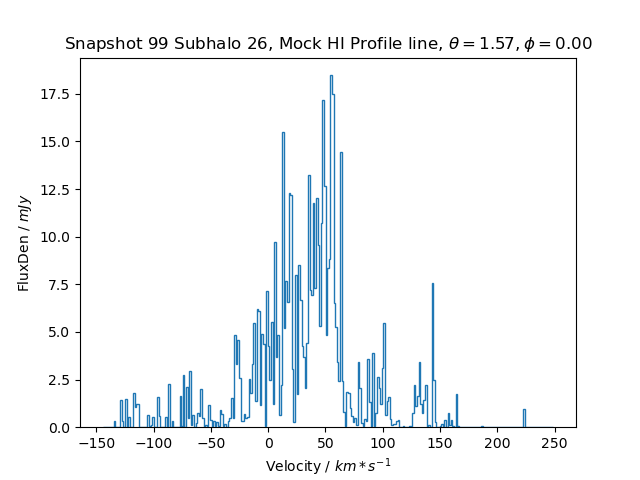 Snapshot 99 Subhalo 26, Mock HI Profile line, θ = 1.57, ϕ = 0.00
17.5
15.0
12.5
10.0
7.5
5.0
2.5
0.0
FluxDen / mJy
−150 −100 −50 0 50 100 150 200 250
Velocity / km * s⁻¹